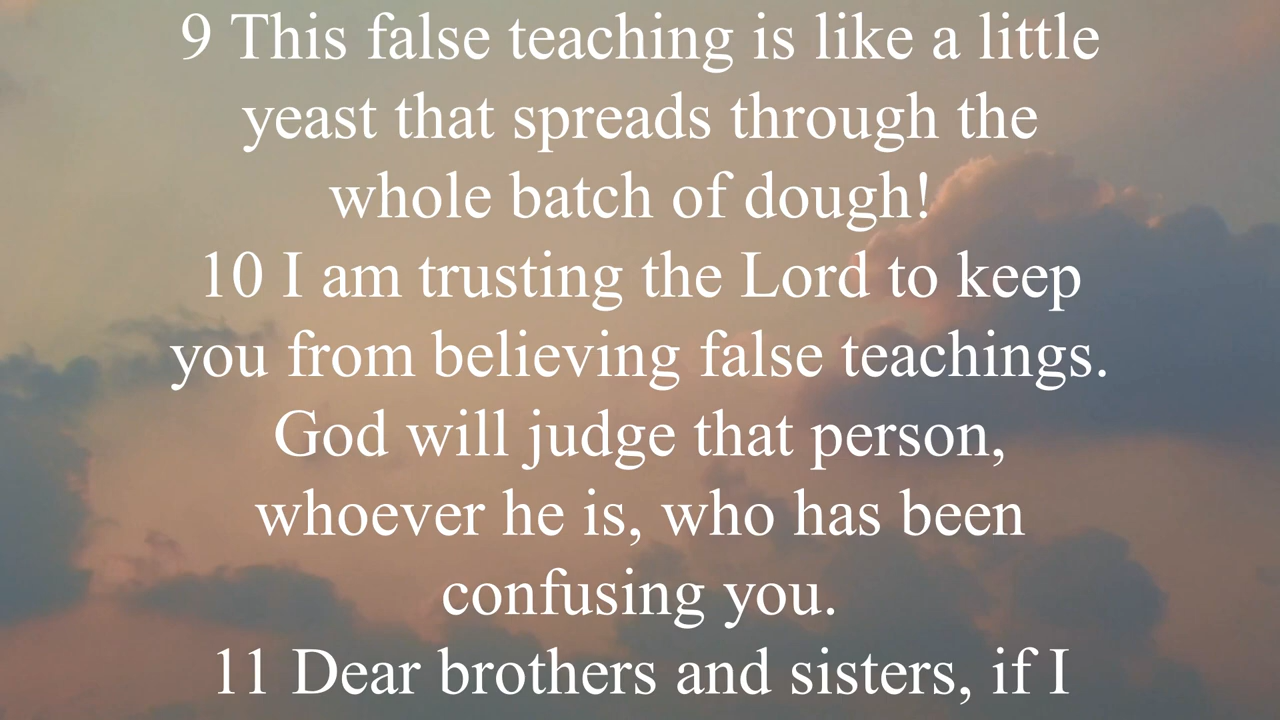 9 This false teaching is like a little
yeast that spreads through the
whole batch of dough!
10 I am trusting the Lord to keep
you from believing false teachings.
God will judge that person,
whoever he is, who has been
confusing you.
11 Dear brothers and sisters, if I